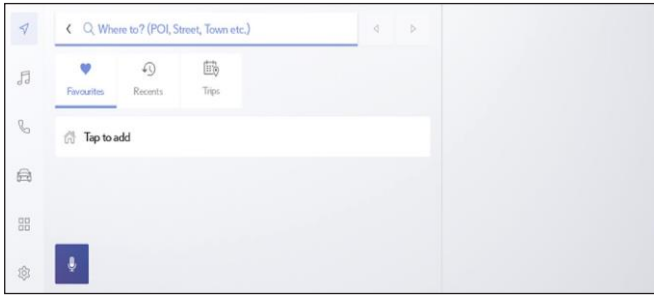 Where to? (POI, Street, Town etc.)
Favourites
Recents
Trips
Tap to add